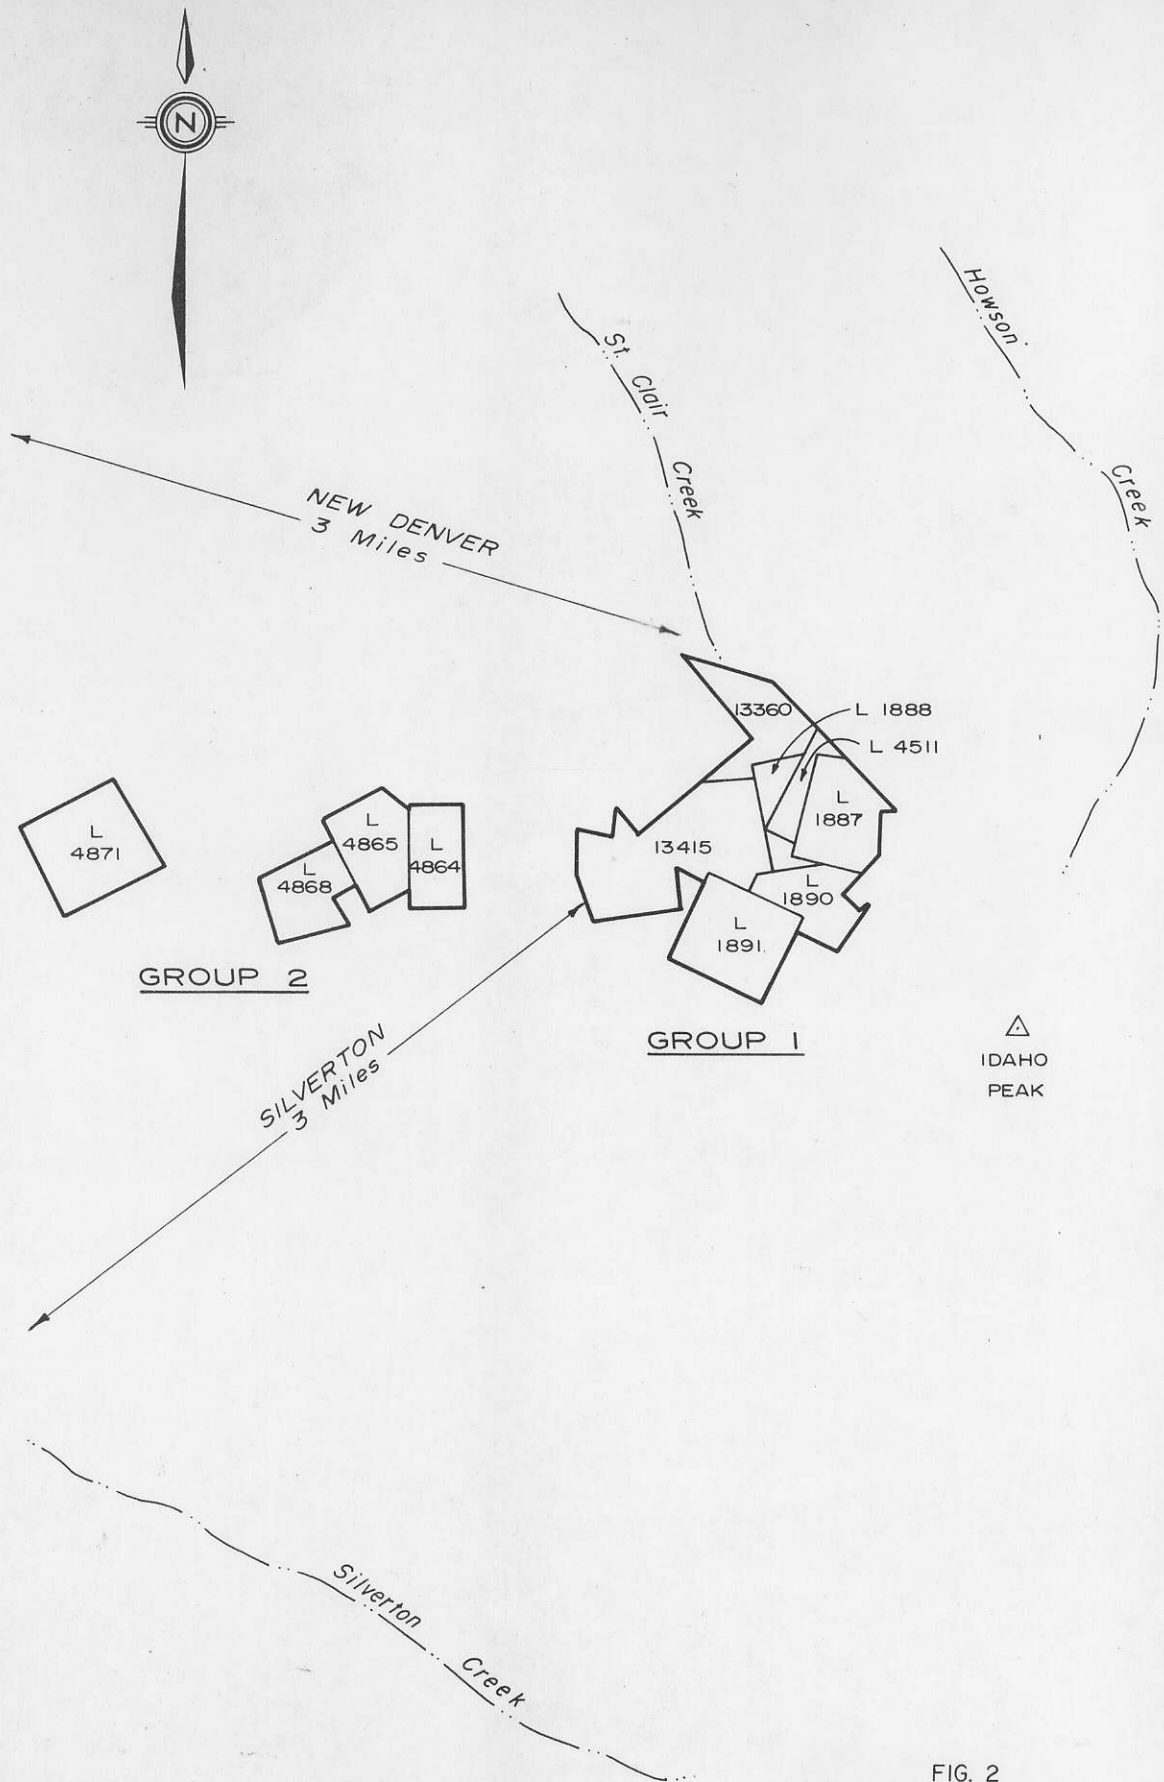 N
Howson
Creek
St. Clair
Creek
NEW DENVER
3 Miles
13360
L 1888
L 4511
L
1887
13415
L
1890
L
1891
L
4871
L
4865
L
4864
L
4868
GROUP 2
GROUP 1
IDAHO
PEAK
SILVERTON
3 Miles
Silverton
Creek
FIG. 2